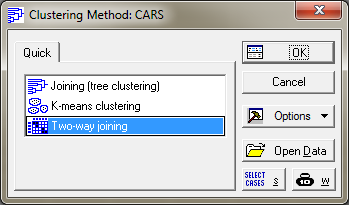 Clustering Method: CARS
Quick
OK
Joining (tree clustering)
K-means clustering
Two-way joining
Cancel
Options
Open Data
SELECT CASES S
W